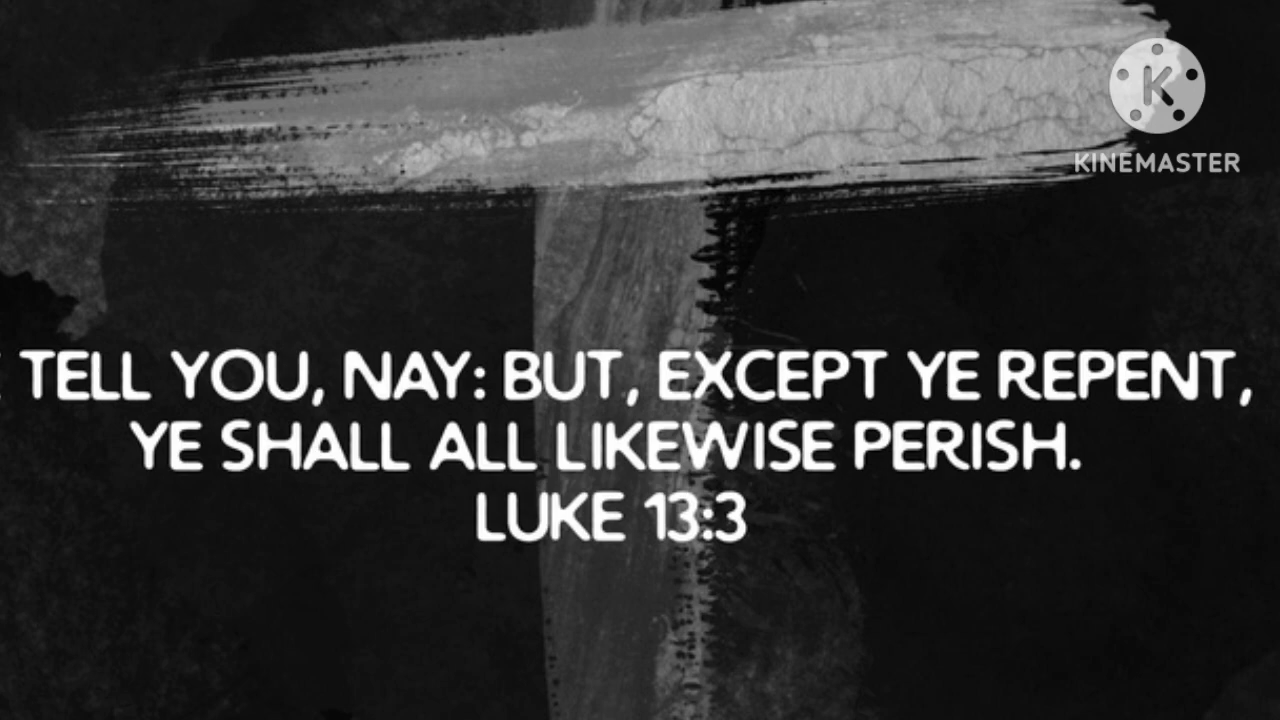 KINEMASTER
TELL YOU, NAY: BUT, EXCEPT YE REPENT,
YE SHALL ALL LIKEWISE PERISH.
LUKE 13:3